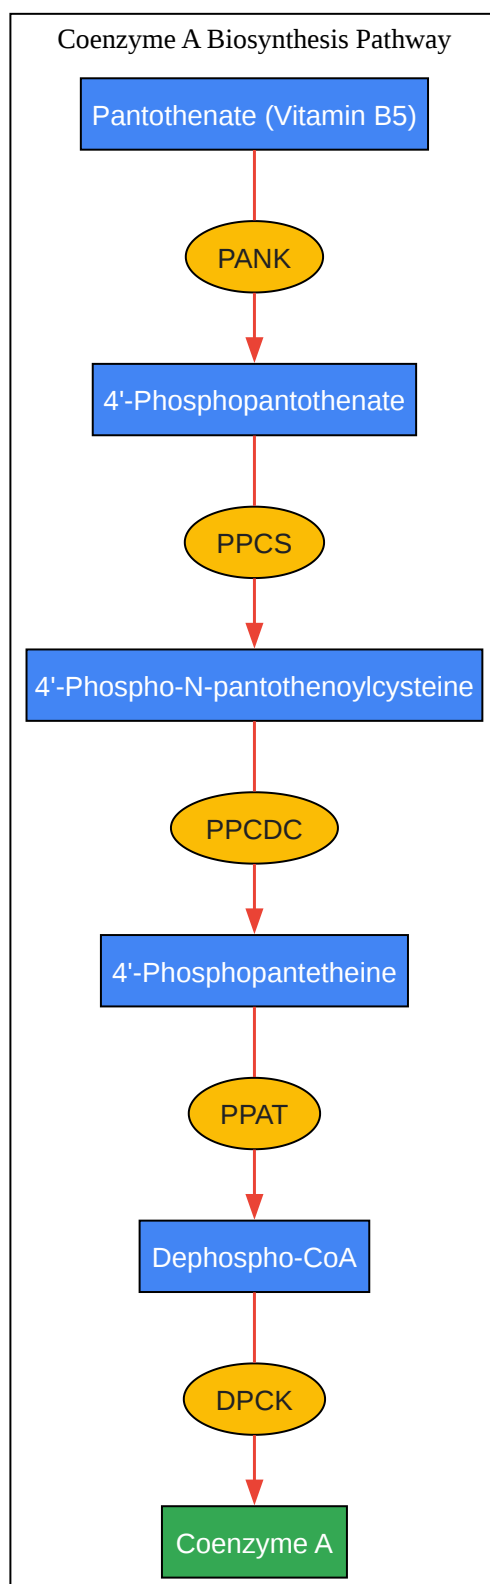 Coenzyme A Biosynthesis Pathway
Pantothenate (Vitamin B5)
PANK
4'-Phosphopantothenate
PPCS
4'-Phospho-N-pantothenoylcysteine
PPCDC
4'-Phosphopantetheine
PPAT
Dephospho-CoA
DPCK
Coenzyme A